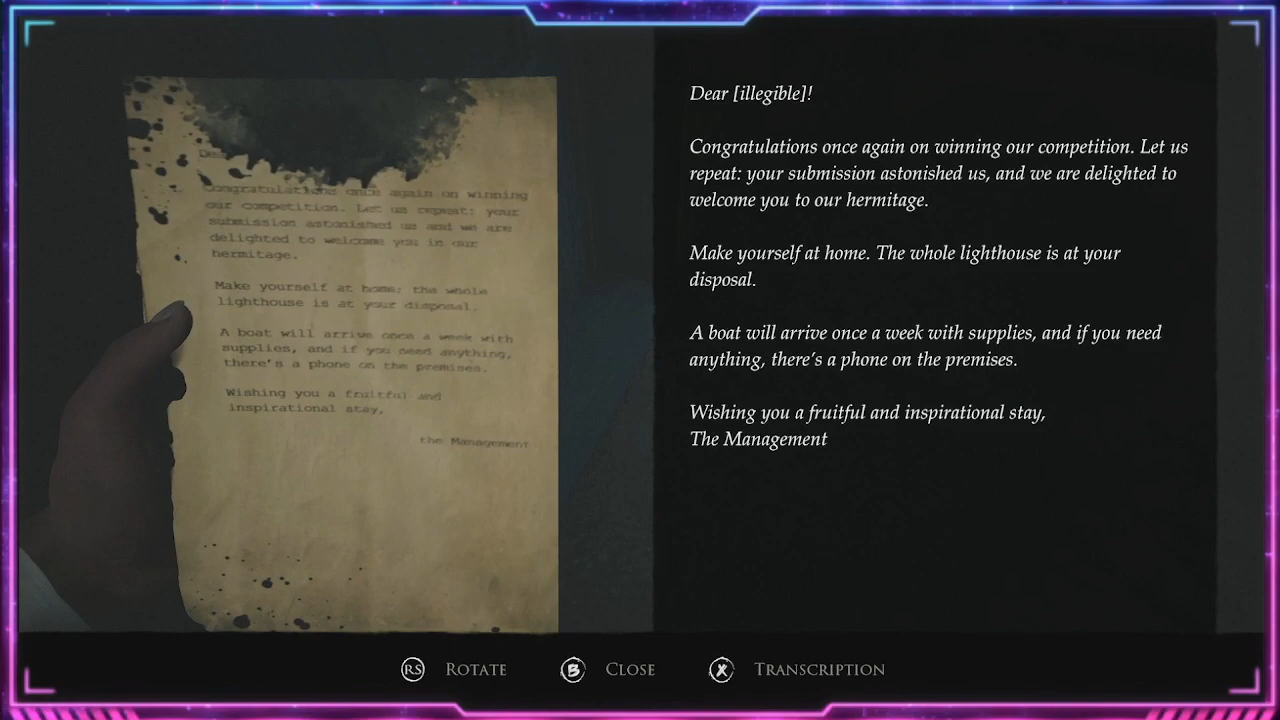 Dear
Congratulations once again on winning
our competition. Let us repeat: your
submission astonished us and we are
delighted to welcome you in our
hermitage.
Make yourself at home: the whole
lighthouse is at your disposal.
A boat will arrive once a week with
supplies, and if you need anything,
there's a phone on the premises.
Wishing you a fruitful and
inspirational stay,
the Management
Dear [illegible]!
Congratulations once again on winning our competition. Let us
repeat: your submission astonished us, and we are delighted to
welcome you to our hermitage.
Make yourself at home. The whole lighthouse is at your
disposal.
A boat will arrive once a week with supplies, and if you need
anything, there's a phone on the premises.
Wishing you a fruitful and inspirational stay,
The Management
RS ROTATE B CLOSE X TRANSCRIPTION